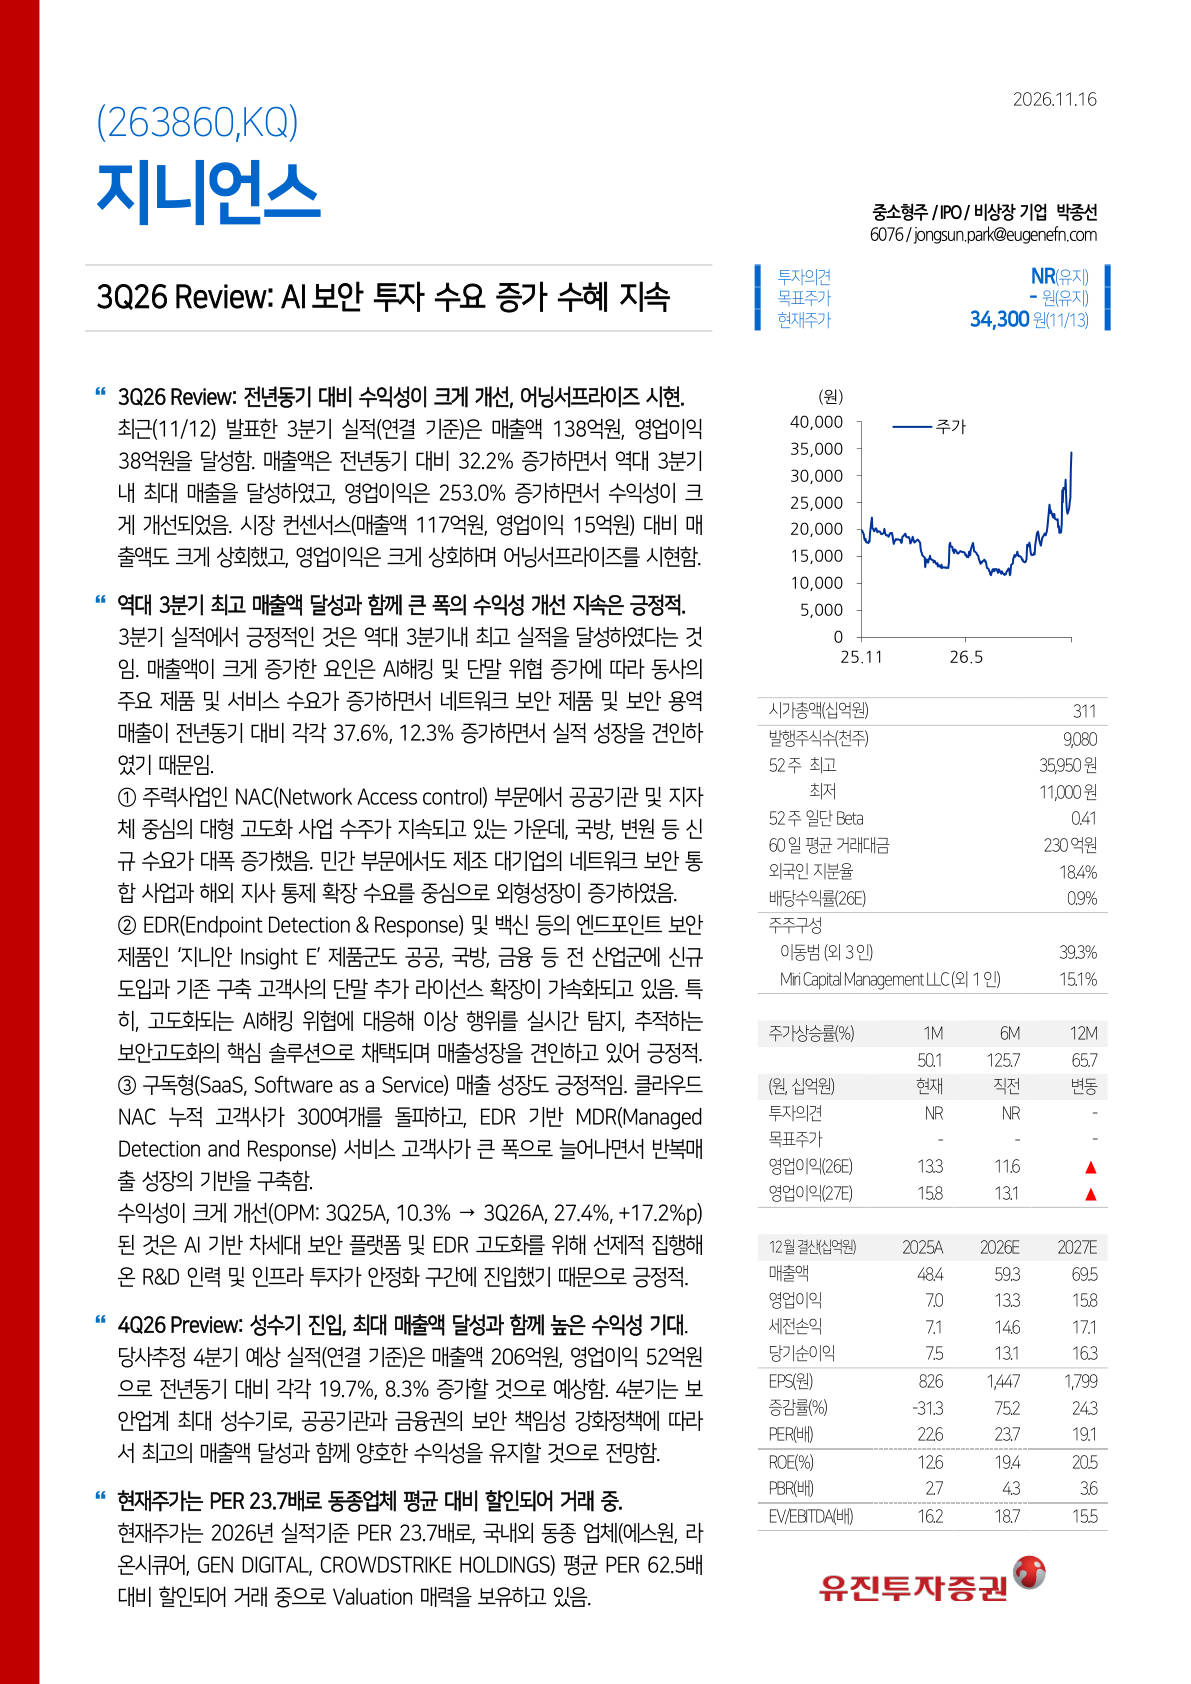 2026.11.16
(263860,KQ)
지니언스
중소형주 / IPO / 비상장 기업 박종선
6076 / jongsun.park@eugenefn.com
3Q26 Review: AI 보안 투자 수요 증가 수혜 지속
투자의견 NR(유지)
목표주가 - 원(유지)
현재주가 34,300 원(11/13)
“ 3Q26 Review: 전년동기 대비 수익성이 크게 개선, 어닝서프라이즈 시현.
최근(11/12) 발표한 3분기 실적(연결 기준)은 매출액 138억원, 영업이익
38억원을 달성함. 매출액은 전년동기 대비 32.2% 증가하면서 역대 3분기
내 최대 매출을 달성하였고, 영업이익은 253.0% 증가하면서 수익성이 크
게 개선되었음. 시장 컨센서스(매출액 117억원, 영업이익 15억원) 대비 매
출액도 크게 상회했고, 영업이익은 크게 상회하며 어닝서프라이즈를 시현함.
“ 역대 3분기 최고 매출액 달성과 함께 큰 폭의 수익성 개선 지속은 긍정적.
3분기 실적에서 긍정적인 것은 역대 3분기내 최고 실적을 달성하였다는 것
임. 매출액이 크게 증가한 요인은 AI해킹 및 단말 위협 증가에 따라 동사의
주요 제품 및 서비스 수요가 증가하면서 네트워크 보안 제품 및 보안 용역
매출이 전년동기 대비 각각 37.6%, 12.3% 증가하면서 실적 성장을 견인하
였기 때문임.
① 주력사업인 NAC(Network Access control) 부문에서 공공기관 및 지자
체 중심의 대형 고도화 사업 수주가 지속되고 있는 가운데, 국방, 변원 등 신
규 수요가 대폭 증가했음. 민간 부문에서도 제조 대기업의 네트워크 보안 통
합 사업과 해외 지사 통제 확장 수요를 중심으로 외형성장이 증가하였음.
② EDR(Endpoint Detection & Response) 및 백신 등의 엔드포인트 보안
제품인 ‘지니안 Insight E’ 제품군도 공공, 국방, 금융 등 전 산업군에 신규
도입과 기존 구축 고객사의 단말 추가 라이선스 확장이 가속화되고 있음. 특
히, 고도화되는 AI해킹 위협에 대응해 이상 행위를 실시간 탐지, 추적하는
보안고도화의 핵심 솔루션으로 채택되며 매출성장을 견인하고 있어 긍정적.
③ 구독형(SaaS, Software as a Service) 매출 성장도 긍정적임. 클라우드
NAC 누적 고객사가 300여개를 돌파하고, EDR 기반 MDR(Managed
Detection and Response) 서비스 고객사가 큰 폭으로 늘어나면서 반복매
출 성장의 기반을 구축함.
수익성이 크게 개선(OPM: 3Q25A, 10.3% → 3Q26A, 27.4%, +17.2%p)
된 것은 AI 기반 차세대 보안 플랫폼 및 EDR 고도화를 위해 선제적 집행해
온 R&D 인력 및 인프라 투자가 안정화 구간에 진입했기 때문으로 긍정적.
“ 4Q26 Preview: 성수기 진입, 최대 매출액 달성과 함께 높은 수익성 기대.
당사추정 4분기 예상 실적(연결 기준)은 매출액 206억원, 영업이익 52억원
으로 전년동기 대비 각각 19.7%, 8.3% 증가할 것으로 예상함. 4분기는 보
안업계 최대 성수기로, 공공기관과 금융권의 보안 책임성 강화정책에 따라
서 최고의 매출액 달성과 함께 양호한 수익성을 유지할 것으로 전망함.
“ 현재주가는 PER 23.7배로 동종업체 평균 대비 할인되어 거래 중.
현재주가는 2026년 실적기준 PER 23.7배로, 국내외 동종 업체(에스원, 라
온시큐어, GEN DIGITAL, CROWDSTRIKE HOLDINGS) 평균 PER 62.5배
대비 할인되어 거래 중으로 Valuation 매력을 보유하고 있음.
(원)
40,000
35,000
30,000
25,000
20,000
15,000
10,000
5,000
0
주가
25.11 26.5
시가총액(십억원) 311
발행주식수(천주) 9,080
52 주 최고 35,950 원
최저 11,000 원
52 주 일단 Beta 0.41
60 일 평균 거래대금 230 억원
외국인 지분율 18.4%
배당수익률(26E) 0.9%
주주구성
이동범 (외 3 인) 39.3%
Miri Capital Management LLC (외 1 인) 15.1%
주가상승률(%) 1M 6M 12M
50.1 125.7 65.7
(원, 십억원) 현재 직전 변동
투자의견 NR NR -
목표주가 - - -
영업이익(26E) 13.3 11.6 ▲
영업이익(27E) 15.8 13.1 ▲
12 월 결산(십억원) 2025A 2026E 2027E
매출액 48.4 59.3 69.5
영업이익 7.0 13.3 15.8
세전손익 7.1 14.6 17.1
당기순이익 7.5 13.1 16.3
EPS(원) 826 1,447 1,799
증감률(%) -31.3 75.2 24.3
PER(배) 22.6 23.7 19.1
ROE(%) 12.6 19.4 20.5
PBR(배) 2.7 4.3 3.6
EV/EBITDA(배) 16.2 18.7 15.5
유진투자증권